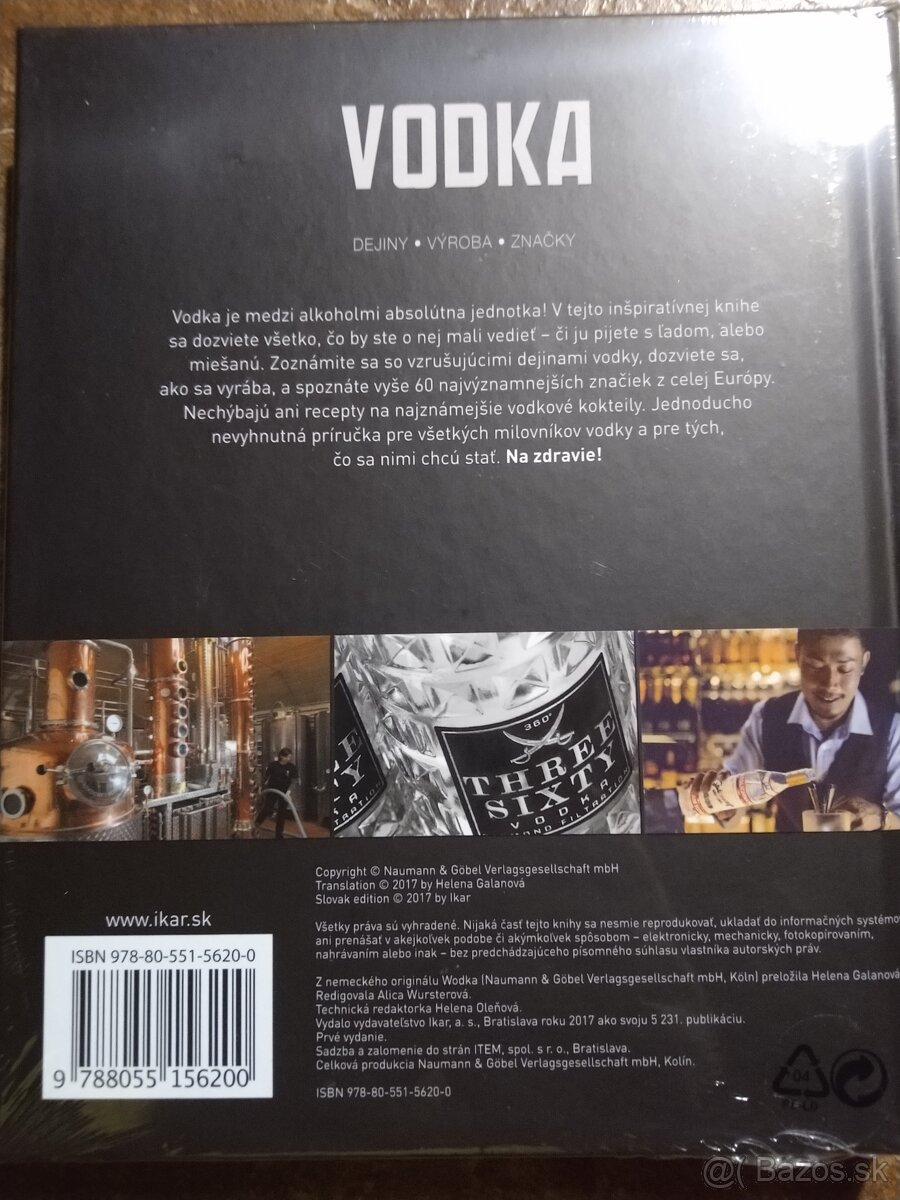 VODKA
DEJINY • VÝROBA • ZNAČKY
Vodka je medzi alkoholmi absolútna jednotka! V tejto inšpiratívnej knihe
sa dozviete všetko, čo by ste o nej mali vedieť – či ju pijete s ľadom, alebo
miešanú. Zoznámite sa so vzrušujúcimi dejinami vodky, dozviete sa,
ako sa vyrába, a spoznáte vyše 60 najvýznamnejších značiek z celej Európy.
Nechýbajú ani recepty na najznámejšie vodkové kokteily. Jednoducho
nevyhnutná príručka pre všetkých milovníkov vodky a pre tých,
čo sa nimi chcú stať. Na zdravie!
360°
THREE
SIXTY
VODKA
Copyright © Naumann & Göbel Verlagsgesellschaft mbH
Translation © 2017 by Helena Galanová
Slovak edition © 2017 by Ikar
Všetky práva sú vyhradené. Nijaká časť tejto knihy sa nesmie reprodukovať, ukladať do informačných systémo
ani prenášať v akejkoľvek podobe či akýmkoľvek spôsobom – elektronicky, mechanicky, fotokopírovaním,
nahrávaním alebo inak – bez predchádzajúceho písomného súhlasu vlastníka autorských práv.
Z nemeckého originálu Wodka (Naumann & Göbel Verlagsgesellschaft mbH, Köln) preložila Helena Galanová
Redigovala Alica Wursterová.
Technická redaktorka Helena Oleňová.
Vydalo vydavateľstvo Ikar, a. s., Bratislava roku 2017 ako svoju 5 231. publikáciu.
Prvé vydanie.
Sadzba a zalomenie do strán ITEM, spol. s r. o., Bratislava.
Celková produkcia Naumann & Göbel Verlagsgesellschaft mbH, Kolín.
ISBN 978-80-551-5620-0
www.ikar.sk
ISBN 978-80-551-5620-0
9 788055 156200
04
PE-LD
@( Bazos.sk